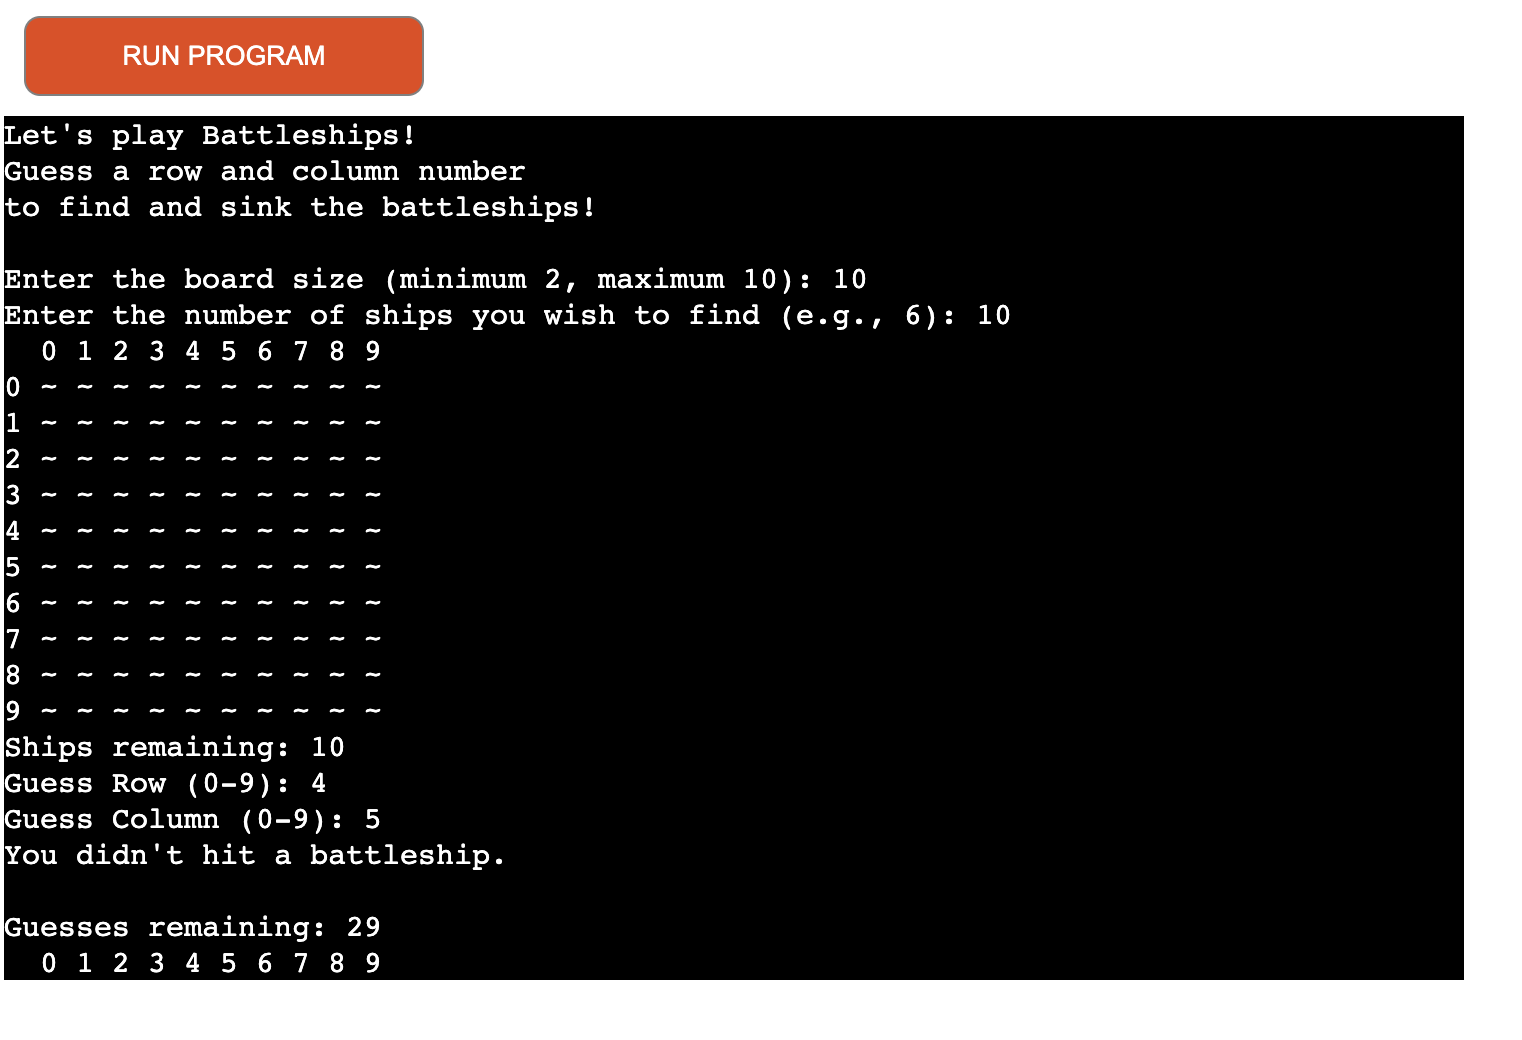 RUN PROGRAM
Let's play Battleships!
Guess a row and column number
to find and sink the battleships!

Enter the board size (minimum 2, maximum 10): 10
Enter the number of ships you wish to find (e.g., 6): 10
  0 1 2 3 4 5 6 7 8 9
0 ~ ~ ~ ~ ~ ~ ~ ~ ~ ~
1 ~ ~ ~ ~ ~ ~ ~ ~ ~ ~
2 ~ ~ ~ ~ ~ ~ ~ ~ ~ ~
3 ~ ~ ~ ~ ~ ~ ~ ~ ~ ~
4 ~ ~ ~ ~ ~ ~ ~ ~ ~ ~
5 ~ ~ ~ ~ ~ ~ ~ ~ ~ ~
6 ~ ~ ~ ~ ~ ~ ~ ~ ~ ~
7 ~ ~ ~ ~ ~ ~ ~ ~ ~ ~
8 ~ ~ ~ ~ ~ ~ ~ ~ ~ ~
9 ~ ~ ~ ~ ~ ~ ~ ~ ~ ~
Ships remaining: 10
Guess Row (0-9): 4
Guess Column (0-9): 5
You didn't hit a battleship.

Guesses remaining: 29
  0 1 2 3 4 5 6 7 8 9